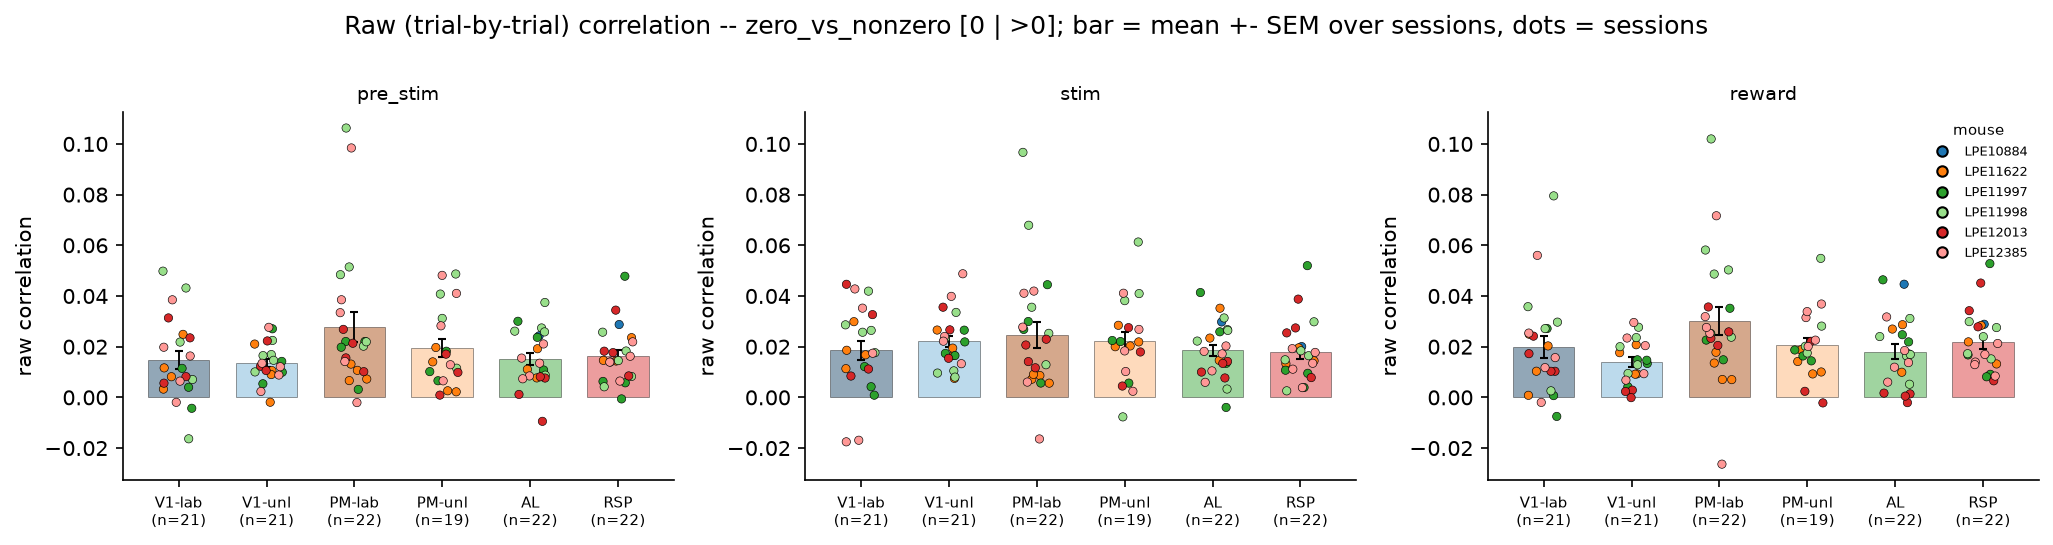 Raw (trial-by-trial) correlation -- zero_vs_nonzero [0 | >0]; bar = mean +- SEM over sessions, dots = sessions
pre_stim
raw correlation
0.10
0.08
0.06
0.04
0.02
0.00
−0.02
V1-lab (n=21)
V1-unl (n=21)
PM-lab (n=22)
PM-unl (n=19)
AL (n=22)
RSP (n=22)
stim
raw correlation
0.10
0.08
0.06
0.04
0.02
0.00
−0.02
V1-lab (n=21)
V1-unl (n=21)
PM-lab (n=22)
PM-unl (n=19)
AL (n=22)
RSP (n=22)
reward
raw correlation
0.10
0.08
0.06
0.04
0.02
0.00
−0.02
V1-lab (n=21)
V1-unl (n=21)
PM-lab (n=22)
PM-unl (n=19)
AL (n=22)
RSP (n=22)
mouse
LPE10884
LPE11622
LPE11997
LPE11998
LPE12013
LPE12385